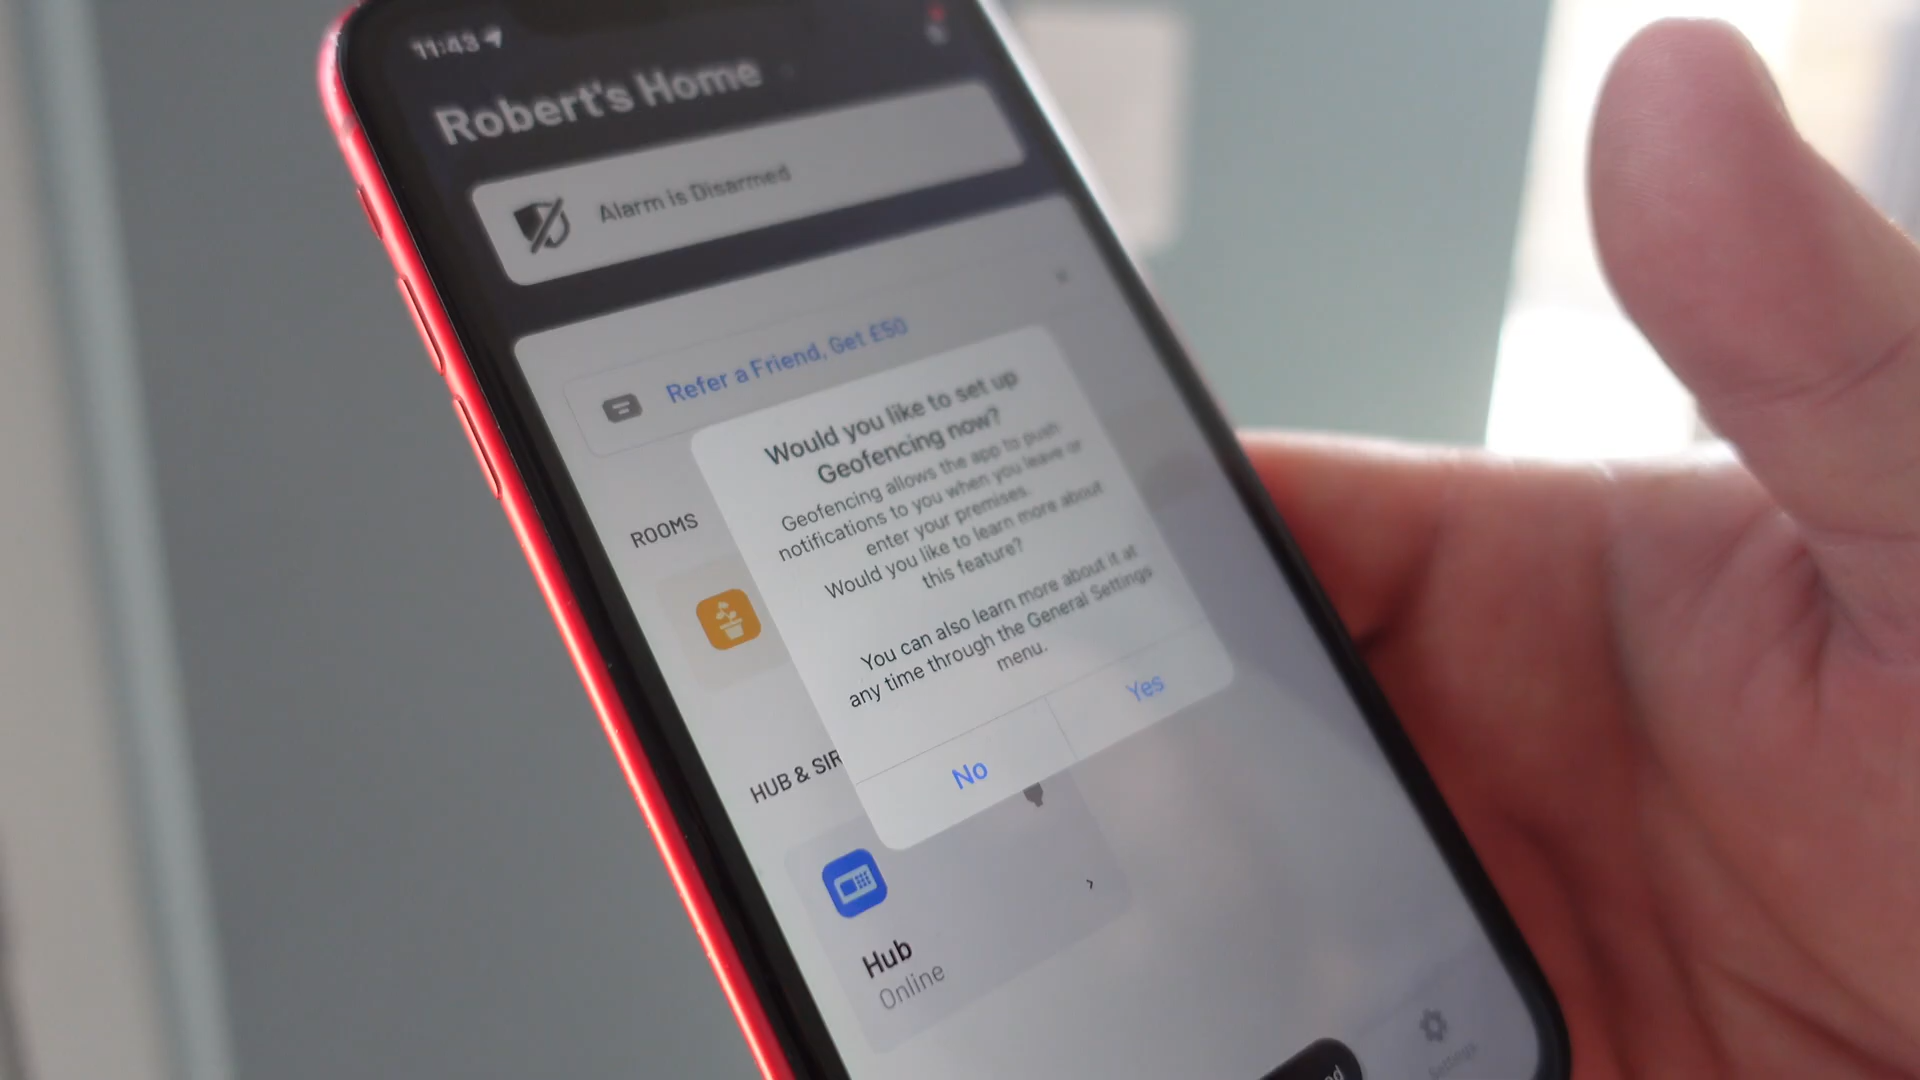 11:43
Robert's Home
Alarm is Disarmed
Refer a Friend, Get £50
Would you like to set up
Geofencing now?
Geofencing allows the app to push
notifications to you when you leave or
enter your premises.
Would you like to learn more about
this feature?
You can also learn more about it at
any time through the General Settings
menu.
No
Yes
ROOMS
HUB & SIR
Hub
Online
Settings